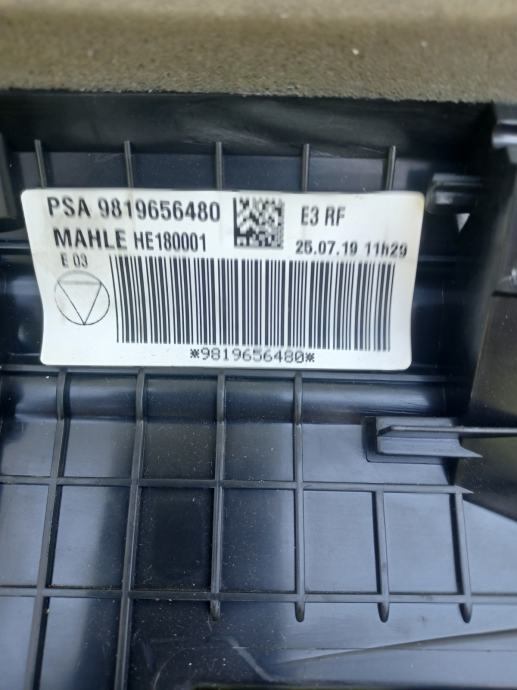 PSA 9819656480 E3 RF
MAHLE HE180001 25.07.19 11h29
E 03
*9819656480*